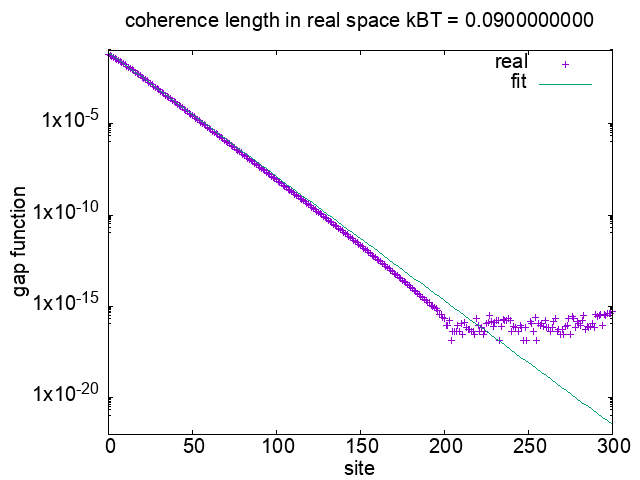 coherence length in real space kBT = 0.0900000000
real
fit
1x10-5
1x10-10
1x10-15
1x10-20
gap function
0 50 100 150 200 250 300
site